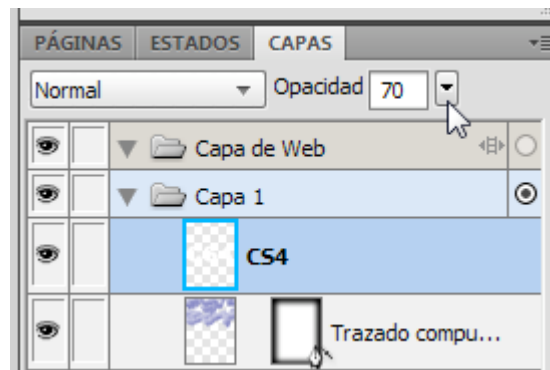 PÁGINAS ESTADOS CAPAS
Normal Opacidad 70
Capa de Web
Capa 1
CS4
Trazado compu...